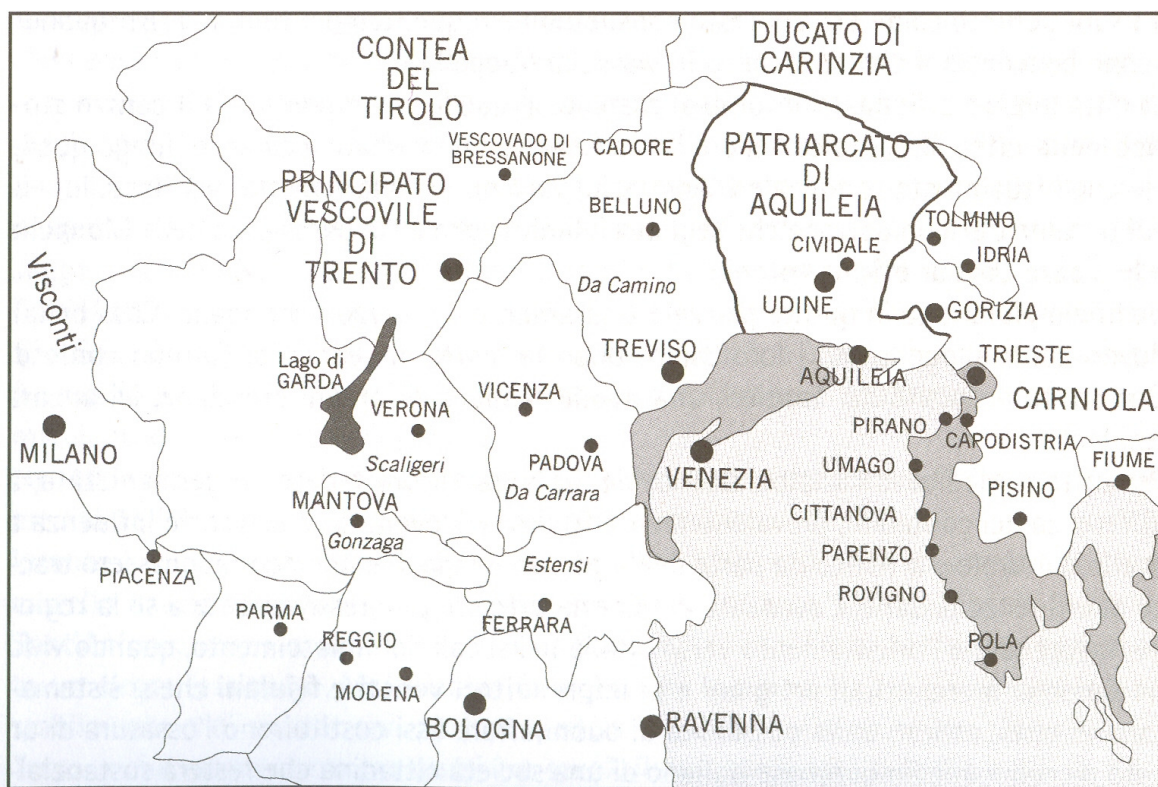 CONTEA
DEL
TIROLO
DUCATO DI
CARINZIA
VESCOVADO DI
BRESSANONE
CADORE
PATRIARCATO
DI
AQUILEIA
PRINCIPATO
VESCOVILE
DI
TRENTO
BELLUNO
TOLMINO
CIVIDALE
IDRIA
Visconti
Da Camino
UDINE
GORIZIA
TREVISO
TRIESTE
Lago di
GARDA
VICENZA
AQUILEIA
VERONA
CARNIOLA
PIRANO
CAPODISTRIA
MILANO
Scaligeri
PADOVA
VENEZIA
UMAGO
FIUME
MANTOVA
Da Carrara
PISINO
CITTANOVA
Gonzaga
PARENZO
Estensi
PIACENZA
ROVIGNO
PARMA
FERRARA
REGGIO
POLA
MODENA
BOLOGNA
RAVENNA